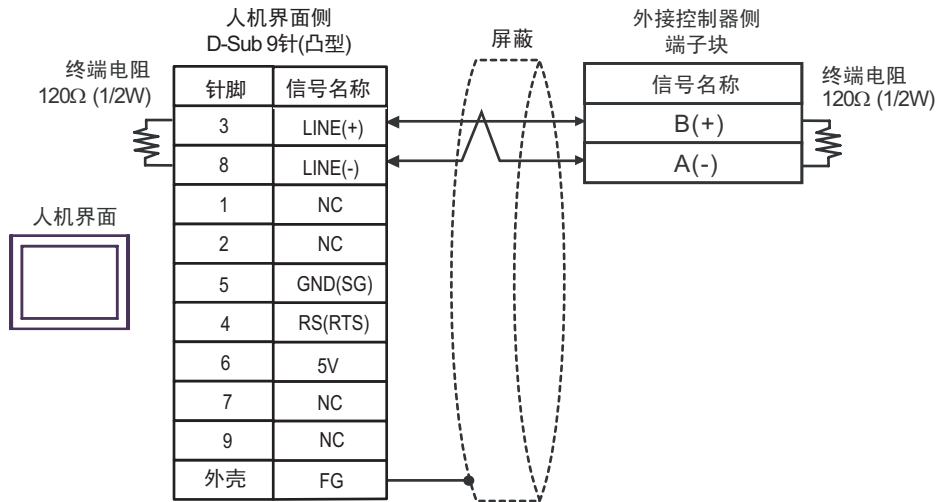 人机界面侧
D-Sub 9针(凸型)
屏蔽
外接控制器侧
端子块
终端电阻
120Ω (1/2W)
针脚 信号名称
3 LINE(+)
8 LINE(-)
1 NC
2 NC
5 GND(SG)
4 RS(RTS)
6 5V
7 NC
9 NC
外壳 FG
信号名称
B(+)
A(-)
终端电阻
120Ω (1/2W)
人机界面